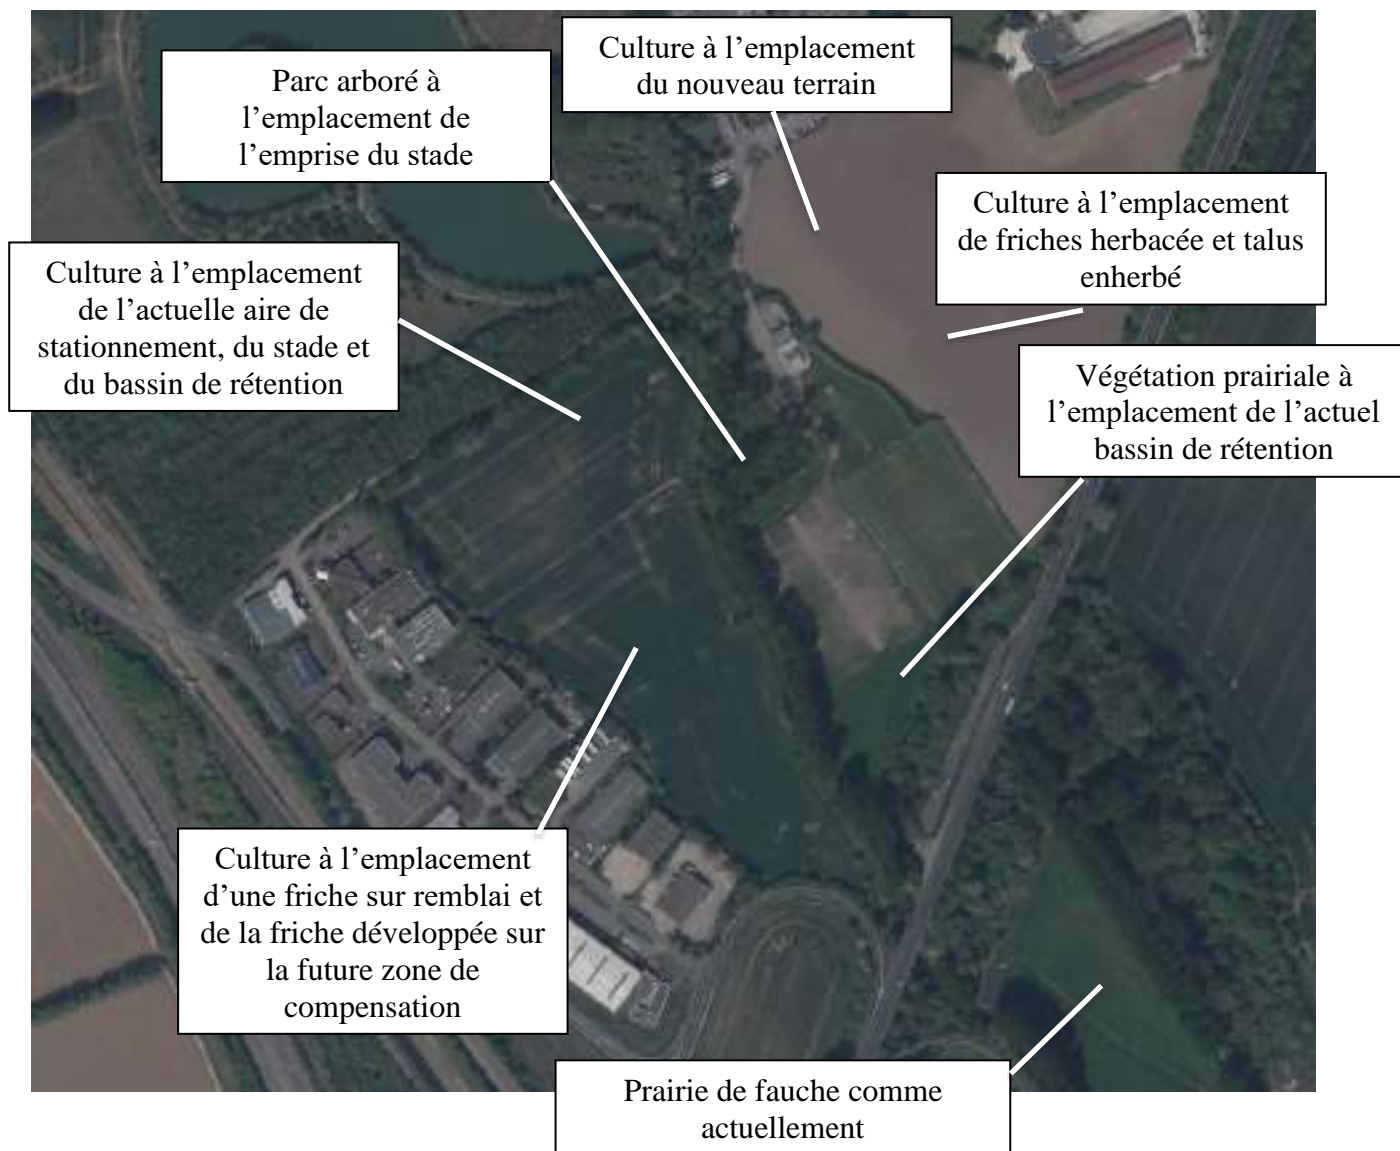 Culture à l’emplacement
du nouveau terrain
Parc arboré à
l’emplacement de
l’emprise du stade
Culture à l’emplacement
de friches herbacée et talus
enherbé
Culture à l’emplacement
de l’actuelle aire de
stationnement, du stade et
du bassin de rétention
Végétation prairiale à
l’emplacement de l’actuel
bassin de rétention
Culture à l’emplacement
d’une friche sur remblai et
de la friche développée sur
la future zone de
compensation
Prairie de fauche comme
actuellement